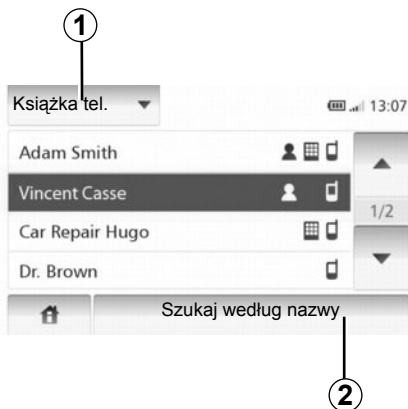 1
Książka tel. 13:07
Adam Smith
Vincent Casse
1/2
Car Repair Hugo
Dr. Brown
Szukaj według nazwy
2